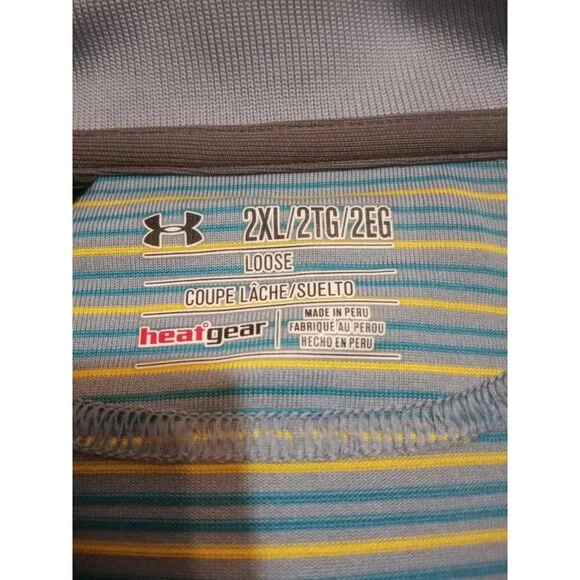 2XL/2TG/2EG
LOOSE
COUPE LÂCHE/SUELTO
heatgear
MADE IN PERU
FABRIQUÉ AU PEROU
HECHO EN PERU